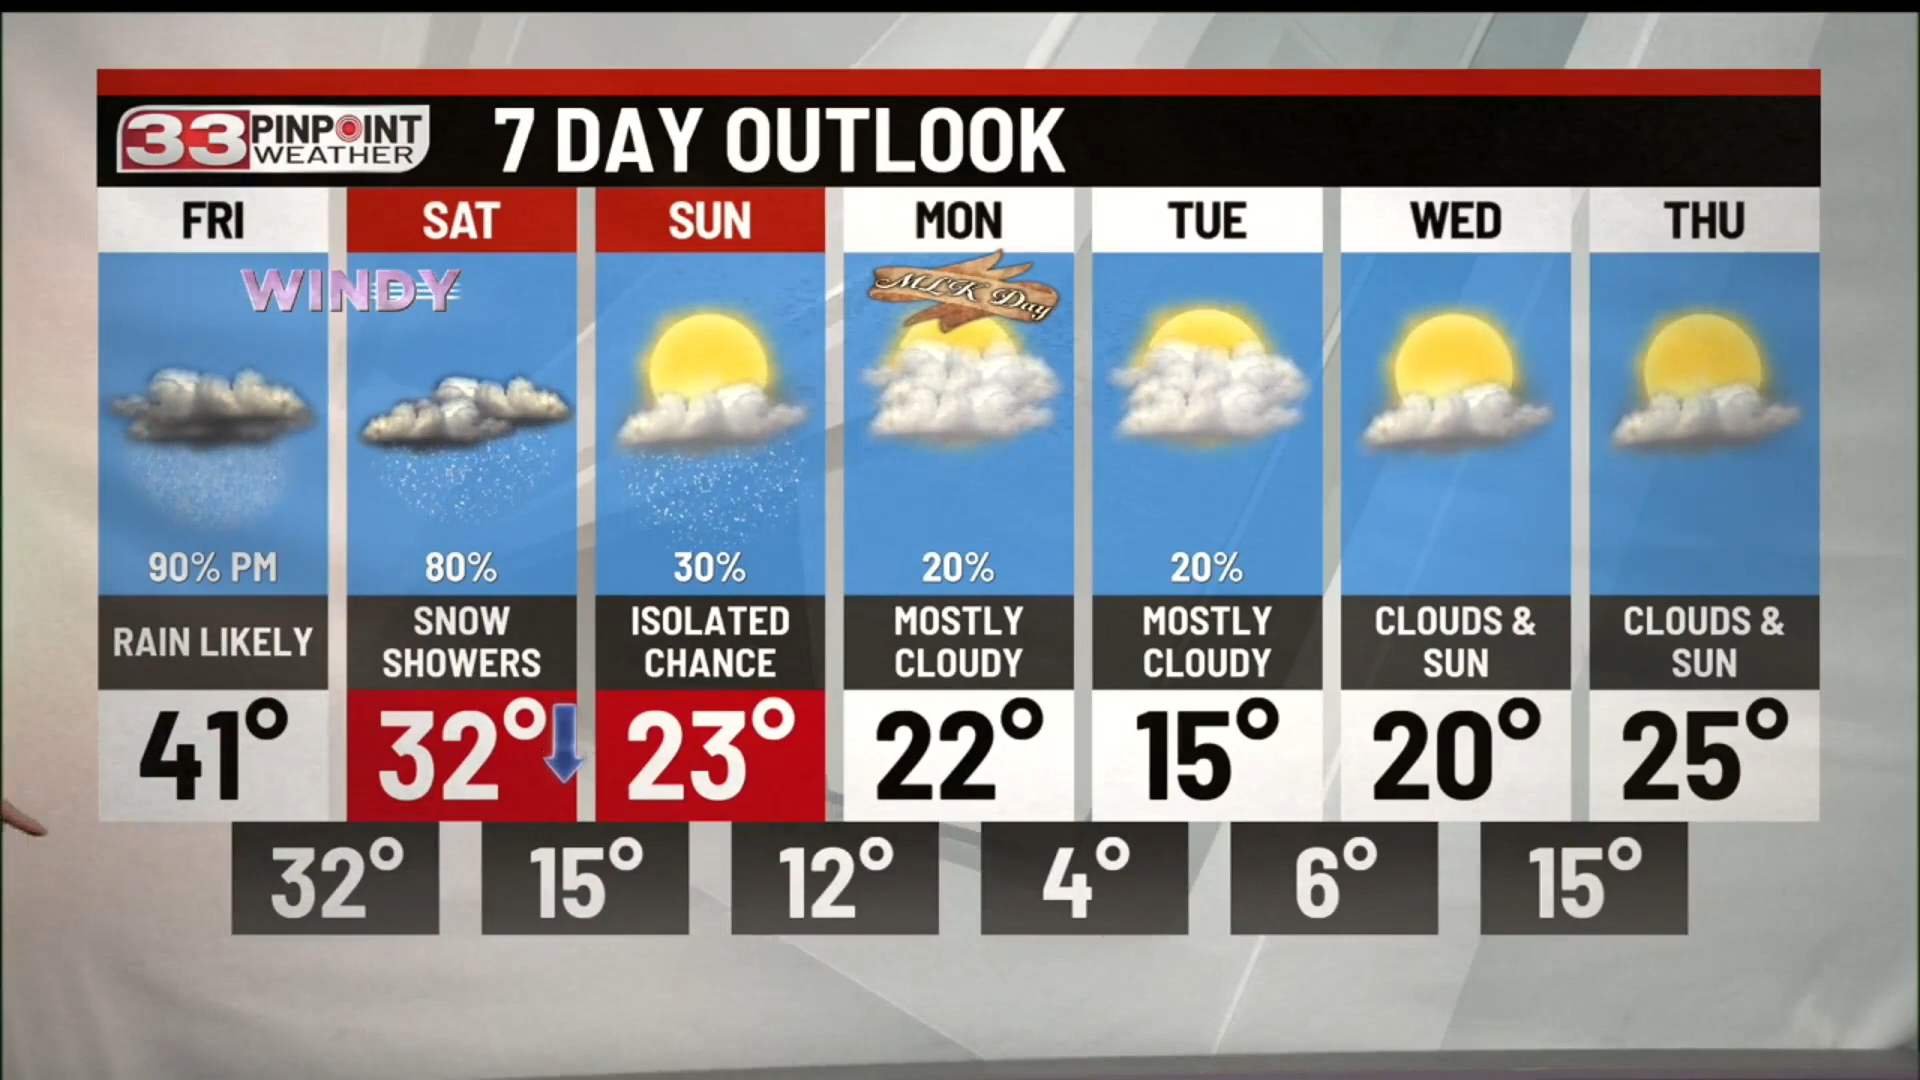 33 PINPOINT WEATHER
7 DAY OUTLOOK
FRI SAT SUN MON TUE WED THU
WINDY
MLK Day
90% PM 80% 30% 20% 20%
RAIN LIKELY
SNOW SHOWERS
ISOLATED CHANCE
MOSTLY CLOUDY
MOSTLY CLOUDY
CLOUDS & SUN
CLOUDS & SUN
41° 32° 23° 22° 15° 20° 25°
32° 15° 12° 4° 6° 15°